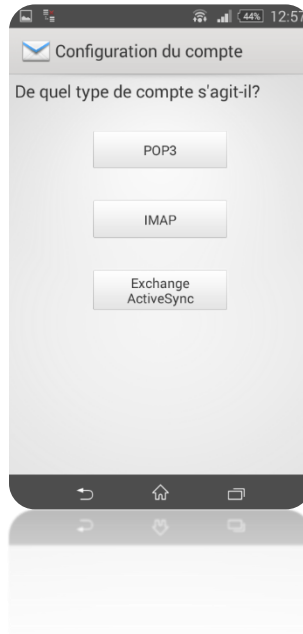 44% 12:57
Configuration du compte
De quel type de compte s'agit-il?
POP3
IMAP
Exchange
ActiveSync